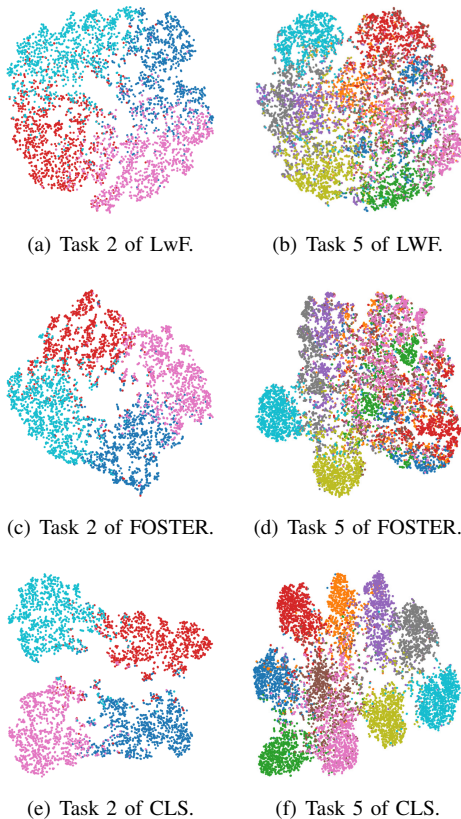 (a) Task 2 of LwF.
(b) Task 5 of LWF.
(c) Task 2 of FOSTER.
(d) Task 5 of FOSTER.
(e) Task 2 of CLS.
(f) Task 5 of CLS.